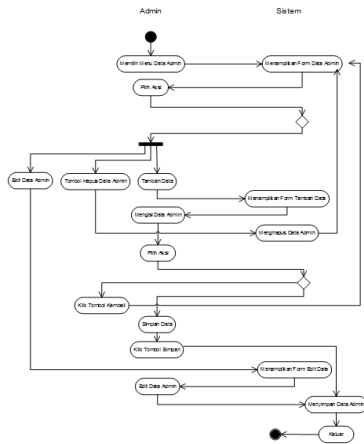 Admin
Sistem
Memilih Menu Data Admin
Menampilkan Form Data Admin
Pilih Aksi
Edit Data Admin
Tombol Hapus Data Admin
Tambah Data
Menampilkan Form Tambah Data
Mengisi Data Admin
Menghapus Data Admin
Pilih Aksi
Klik Tombol Kembali
Simpan Data
Klik Tombol Simpan
Menampilkan Form Edit Data
Edit Data Admin
Menyimpan Data Admin
Keluar